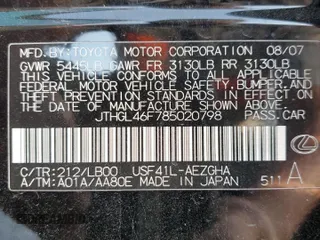 MFD.BY:TOYOTA MOTOR CORPORATION 08/07
GVWR 5445LB GAWR FR 3130LB RR 3130LB
THIS VEHICLE CONFORMS TO ALL APPLICABLE
FEDERAL MOTOR VEHICLE SAFETY, BUMPER, AND
THEFT PREVENTION STANDARDS IN EFFECT ON
THE DATE OF MANUFACTURE SHOWN ABOVE.
JTHGL46F785020798 PASS.CAR
C/TR:212/LB00 USF41L-AEZGHA
A/TM:A01A/AA80E MADE IN JAPAN 511 A